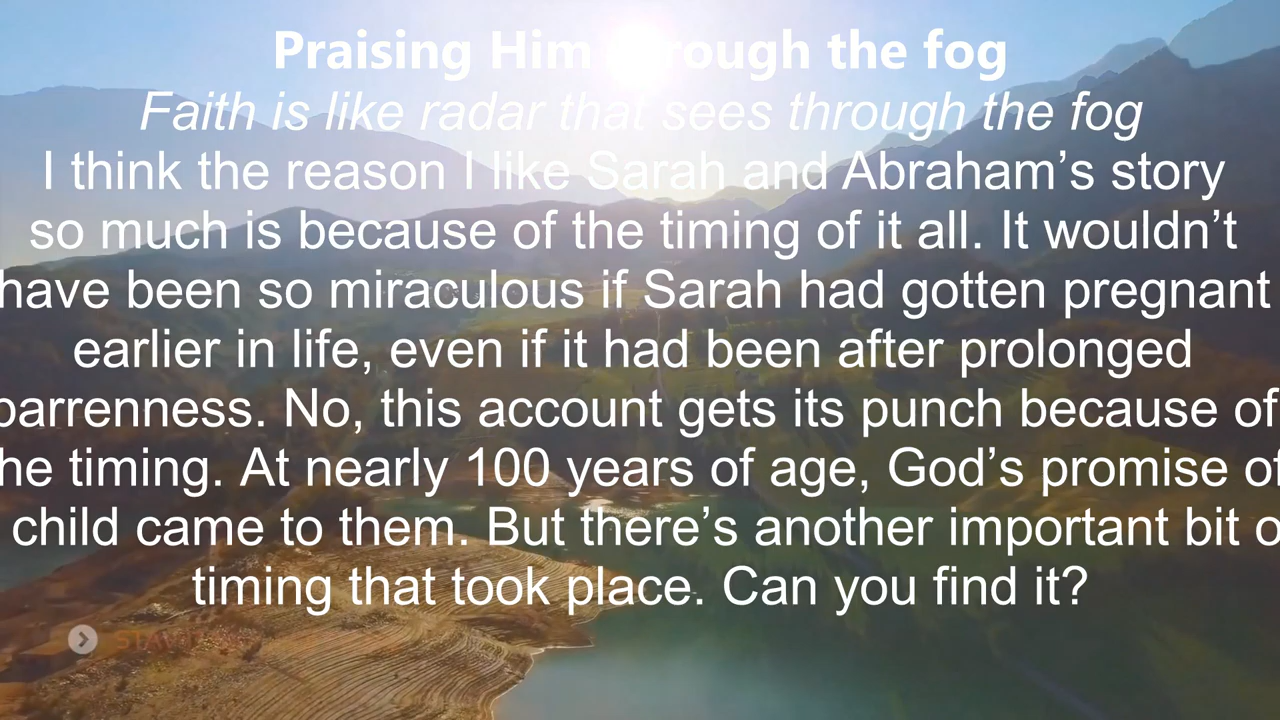 Praising Him through the fog
Faith is like radar that sees through the fog
I think the reason I like Sarah and Abraham’s story
so much is because of the timing of it all. It wouldn’t
have been so miraculous if Sarah had gotten pregnant
earlier in life, even if it had been after prolonged
barrenness. No, this account gets its punch because of
he timing. At nearly 100 years of age, God’s promise of
child came to them. But there’s another important bit o
timing that took place. Can you find it?